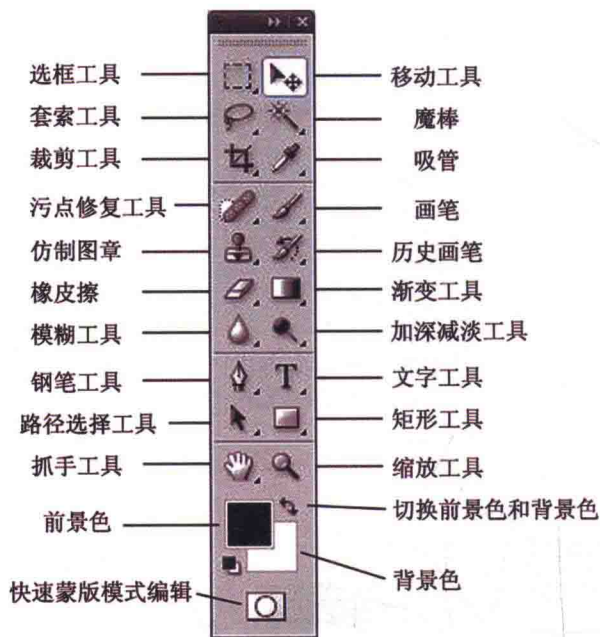 选框工具
移动工具
套索工具
魔棒
裁剪工具
吸管
污点修复工具
画笔
仿制图章
历史画笔
橡皮擦
渐变工具
模糊工具
加深减淡工具
钢笔工具
T
文字工具
路径选择工具
矩形工具
抓手工具
缩放工具
前景色
切换前景色和背景色
背景色
快速蒙版模式编辑